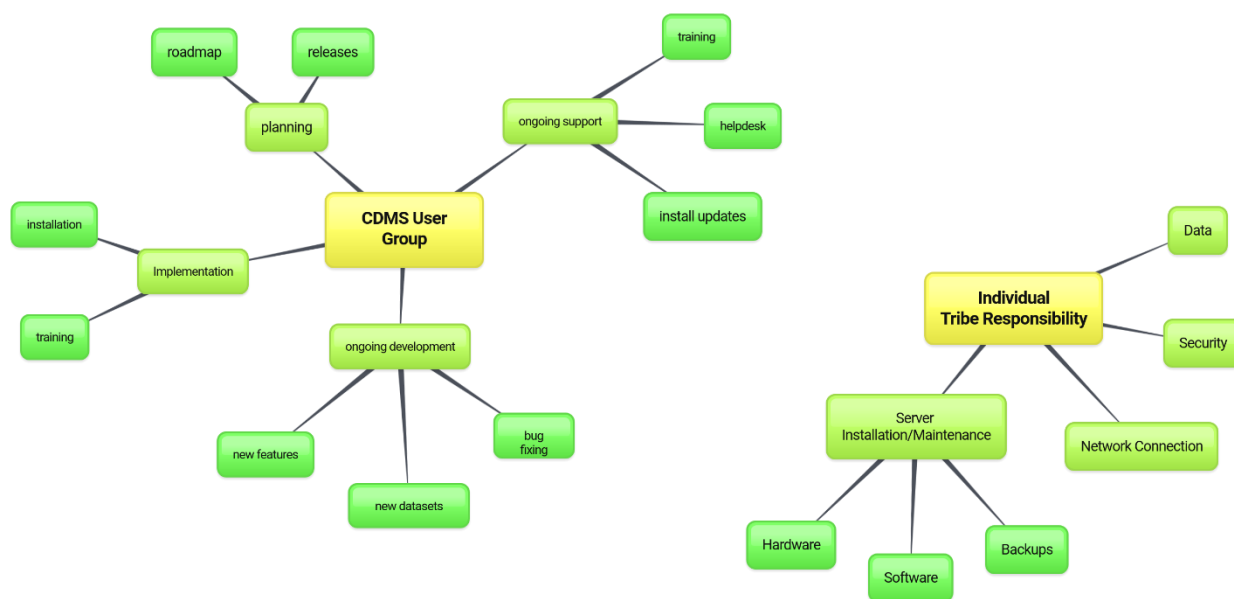 roadmap
releases
planning
training
ongoing support
helpdesk
install updates
CDMS User
Group
installation
Implementation
training
ongoing development
new features
bug
fixing
new datasets
Data
Individual
Tribe Responsibility
Security
Server
Installation/Maintenance
Network Connection
Hardware
Software
Backups